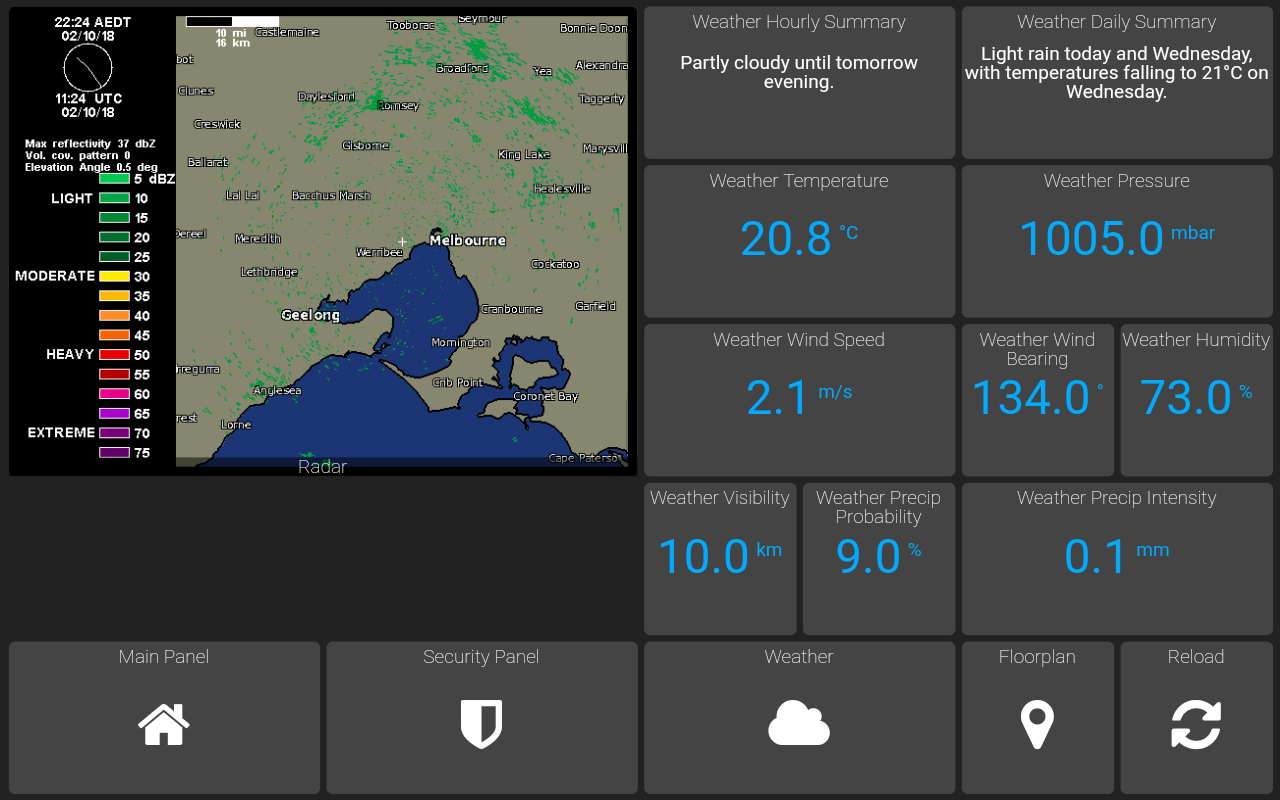 22:24 AEDT
02/10/18
11:24 UTC
02/10/18
Max reflectivity 37 dbZ
Vol. cov. pattern 0
Elevation Angle 0.5 deg
5 dBZ
LIGHT 10
15
20
25
MODERATE 30
35
40
45
HEAVY 50
55
60
65
EXTREME 70
75
10 mi
16 km
Castlemaine
Tooborac
Seymour
Bonnie Doon
bot
Broadford
Yea
Alexandra
Clunes
Daylesford
Romsey
Taggerty
Creswick
Gisborne
King Lake
Marysvill
Ballarat
Lal Lal
Bacchus Marsh
Healesville
ereel
Meredith
Werribee
Melbourne
Lethbridge
Cockatoo
Geelong
Cranbourne
Garfield
Mornington
rregurra
Anglesea
Crib Point
Coronet Bay
rest
Lorne
Cape Paterso
Radar
Weather Hourly Summary
Partly cloudy until tomorrow
evening.
Weather Daily Summary
Light rain today and Wednesday,
with temperatures falling to 21°C on
Wednesday.
Weather Temperature
20.8 °C
Weather Pressure
1005.0 mbar
Weather Wind Speed
2.1 m/s
Weather Wind
Bearing
134.0 °
Weather Humidity
73.0 %
Weather Visibility
10.0 km
Weather Precip
Probability
9.0 %
Weather Precip Intensity
0.1 mm
Main Panel
Security Panel
Weather
Floorplan
Reload